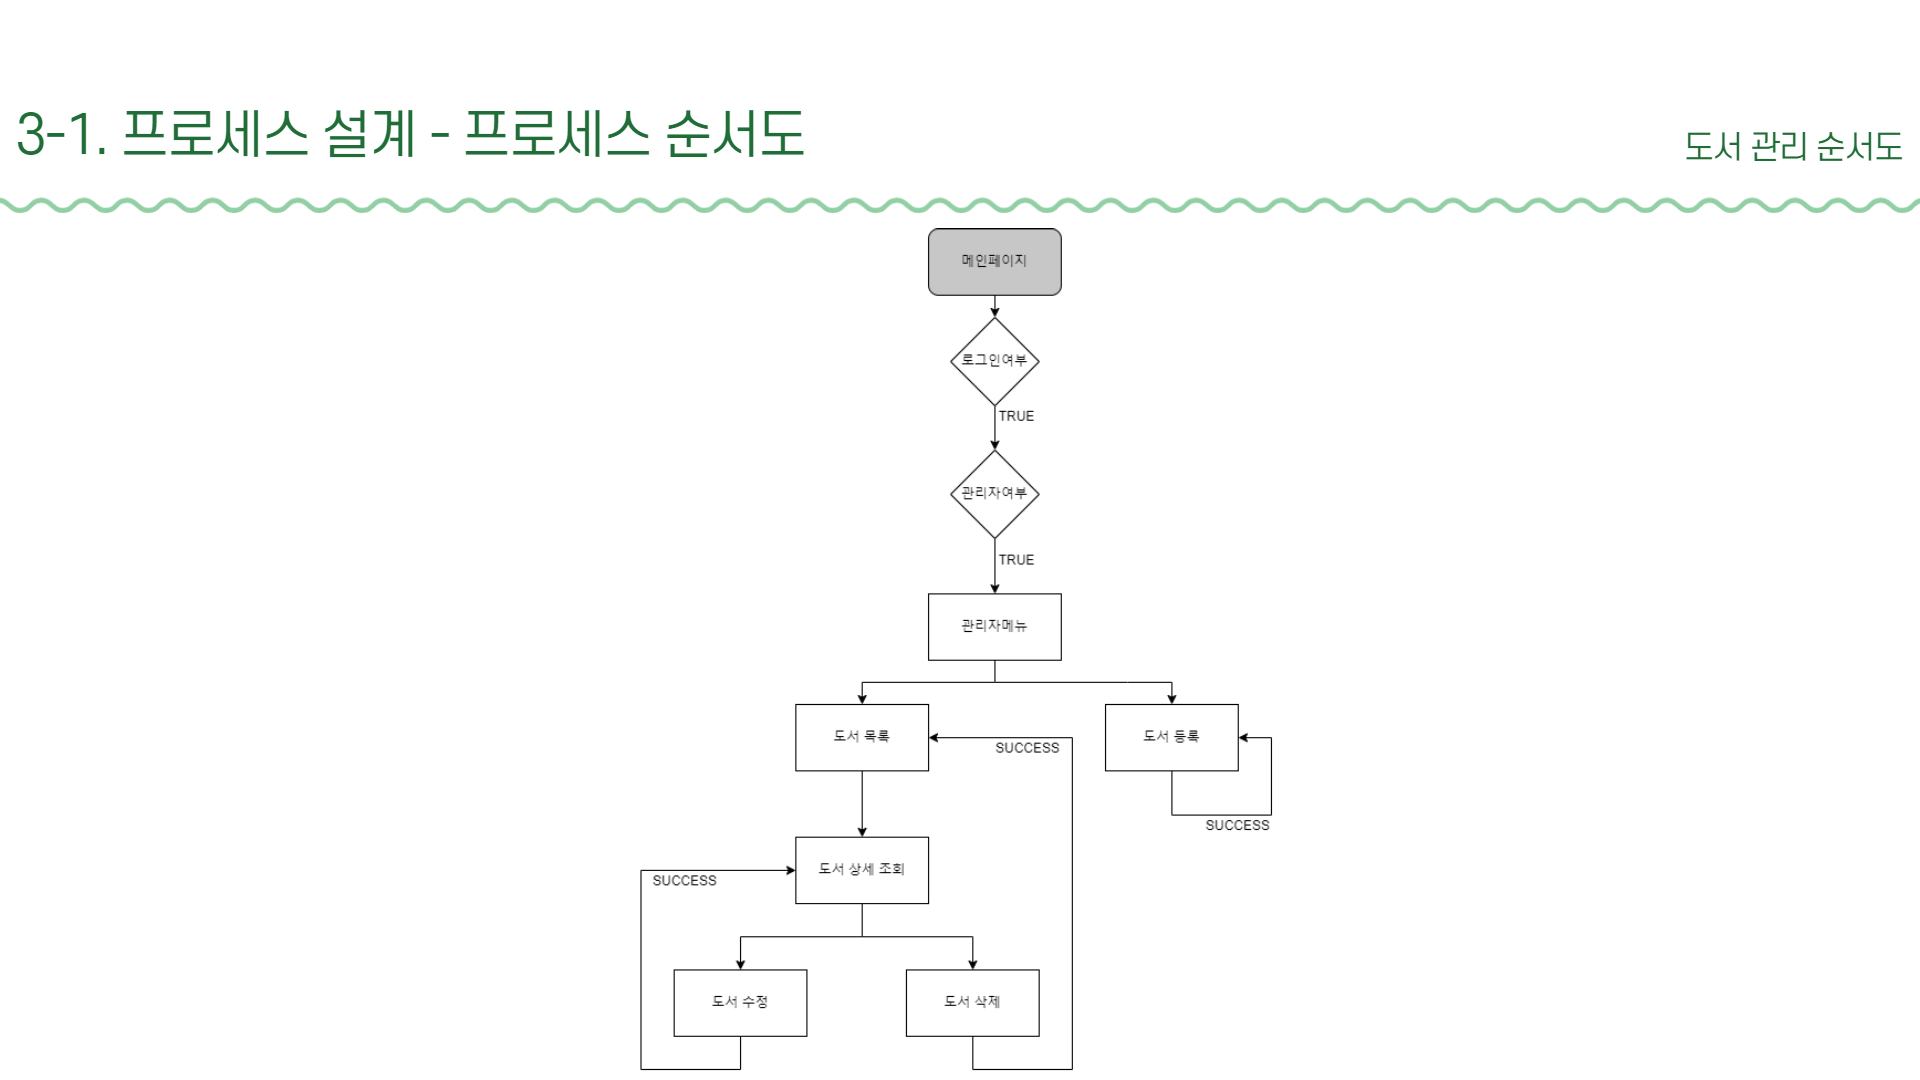 3-1. 프로세스 설계 - 프로세스 순서도
도서 관리 순서도
메인페이지
로그인여부
TRUE
관리자여부
TRUE
관리자메뉴
도서 목록
도서 등록
SUCCESS
SUCCESS
도서 상세 조회
SUCCESS
도서 수정
도서 삭제